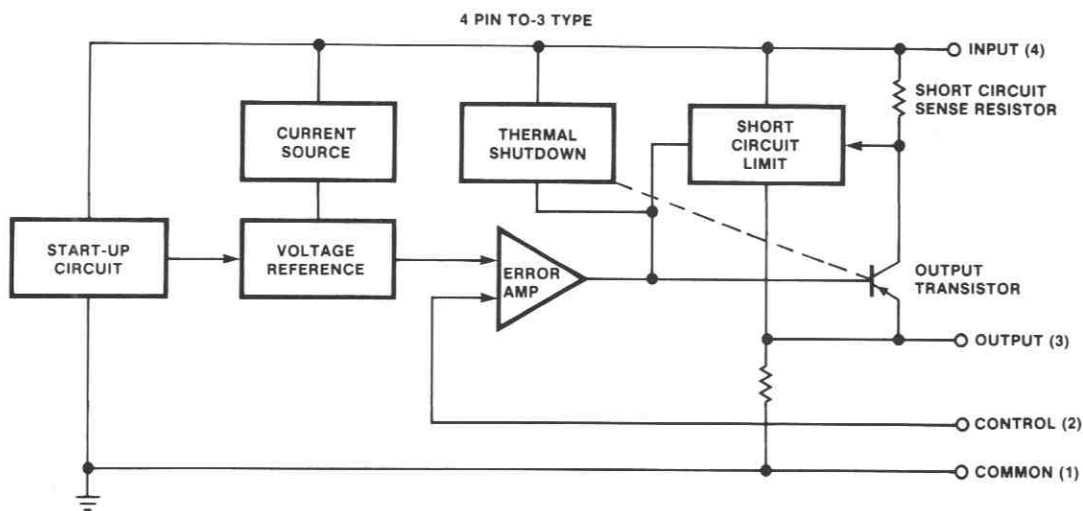 4 PIN TO-3 TYPE
INPUT (4)
SHORT CIRCUIT
SENSE RESISTOR
CURRENT
SOURCE
THERMAL
SHUTDOWN
SHORT
CIRCUIT
LIMIT
START-UP
CIRCUIT
VOLTAGE
REFERENCE
ERROR
AMP
OUTPUT
TRANSISTOR
OUTPUT (3)
CONTROL (2)
COMMON (1)